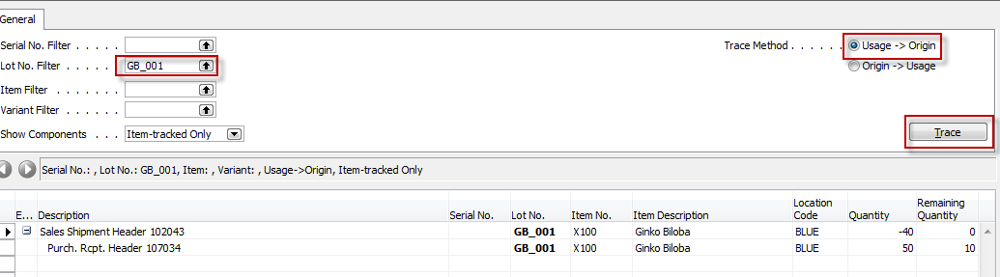 General
Serial No. Filter . . . . .
Trace Method . . . . . . Usage -> Origin
Lot No. Filter . . . . . . GB_001
Origin -> Usage
Item Filter . . . . . . .
Variant Filter . . . . . .
Show Components . . . Item-tracked Only
Trace
Serial No.: , Lot No.: GB_001, Item: , Variant: , Usage->Origin, Item-tracked Only
E... Description Serial No. Lot No. Item No. Item Description Location Code Quantity Remaining Quantity
Sales Shipment Header 102043 GB_001 X100 Ginko Biloba BLUE -40 0
Purch. Rcpt. Header 107034 GB_001 X100 Ginko Biloba BLUE 50 10